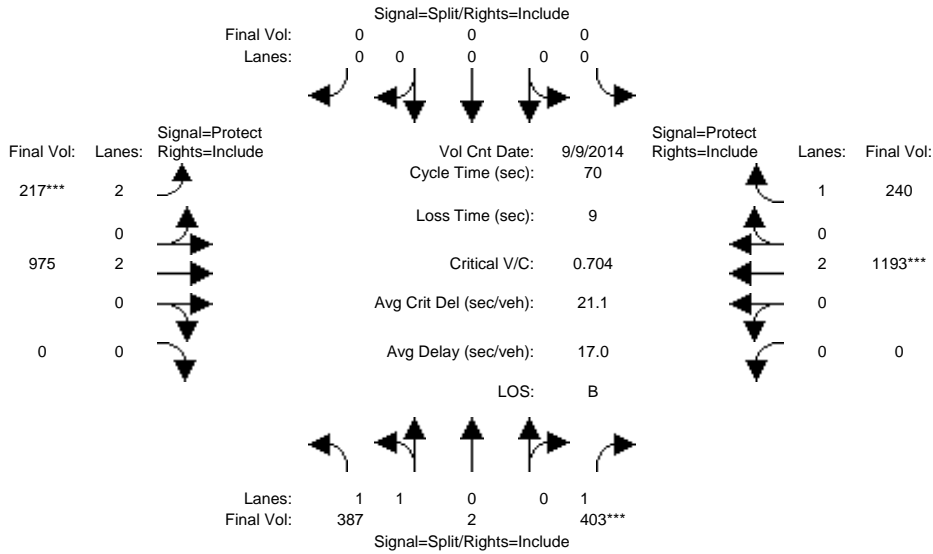 Signal=Split/Rights=Include
Final Vol: 0 0 0
Lanes: 0 0 0 0 0
Signal=Protect Signal=Protect
Final Vol: Lanes: Rights=Include Vol Cnt Date: 9/9/2014 Rights=Include Lanes: Final Vol:
Cycle Time (sec): 70
217*** 2 1 240
Loss Time (sec): 9
0 0
975 2 Critical V/C: 0.704 2 1193***
0 Avg Crit Del (sec/veh): 21.1 0
0 0 Avg Delay (sec/veh): 17.0 0 0
LOS: B
Lanes: 1 1 0 0 1
Final Vol: 387 2 403***
Signal=Split/Rights=Include